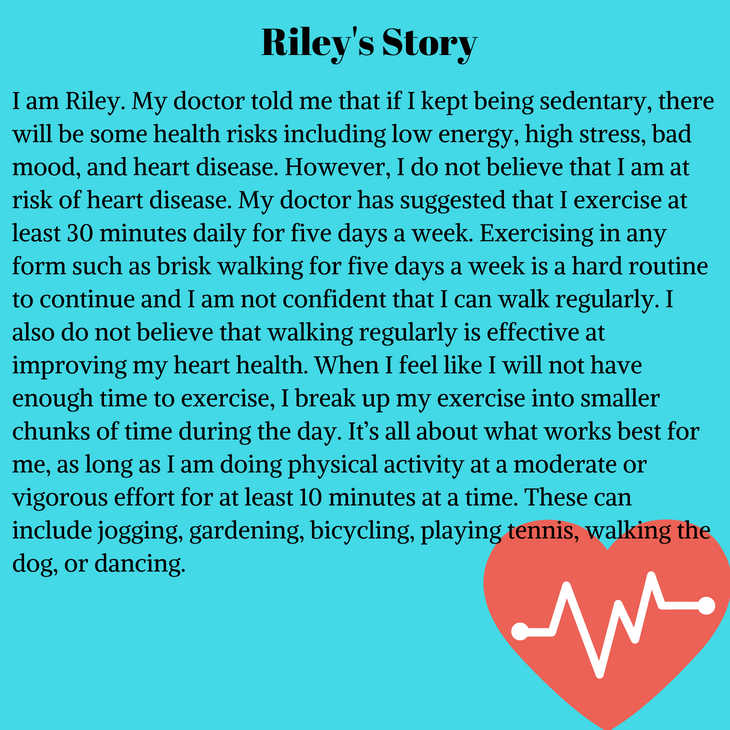 Riley's Story
I am Riley. My doctor told me that if I kept being sedentary, there
will be some health risks including low energy, high stress, bad
mood, and heart disease. However, I do not believe that I am at
risk of heart disease. My doctor has suggested that I exercise at
least 30 minutes daily for five days a week. Exercising in any
form such as brisk walking for five days a week is a hard routine
to continue and I am not confident that I can walk regularly. I
also do not believe that walking regularly is effective at
improving my heart health. When I feel like I will not have
enough time to exercise, I break up my exercise into smaller
chunks of time during the day. It’s all about what works best for
me, as long as I am doing physical activity at a moderate or
vigorous effort for at least 10 minutes at a time. These can
include jogging, gardening, bicycling, playing tennis, walking the
dog, or dancing.